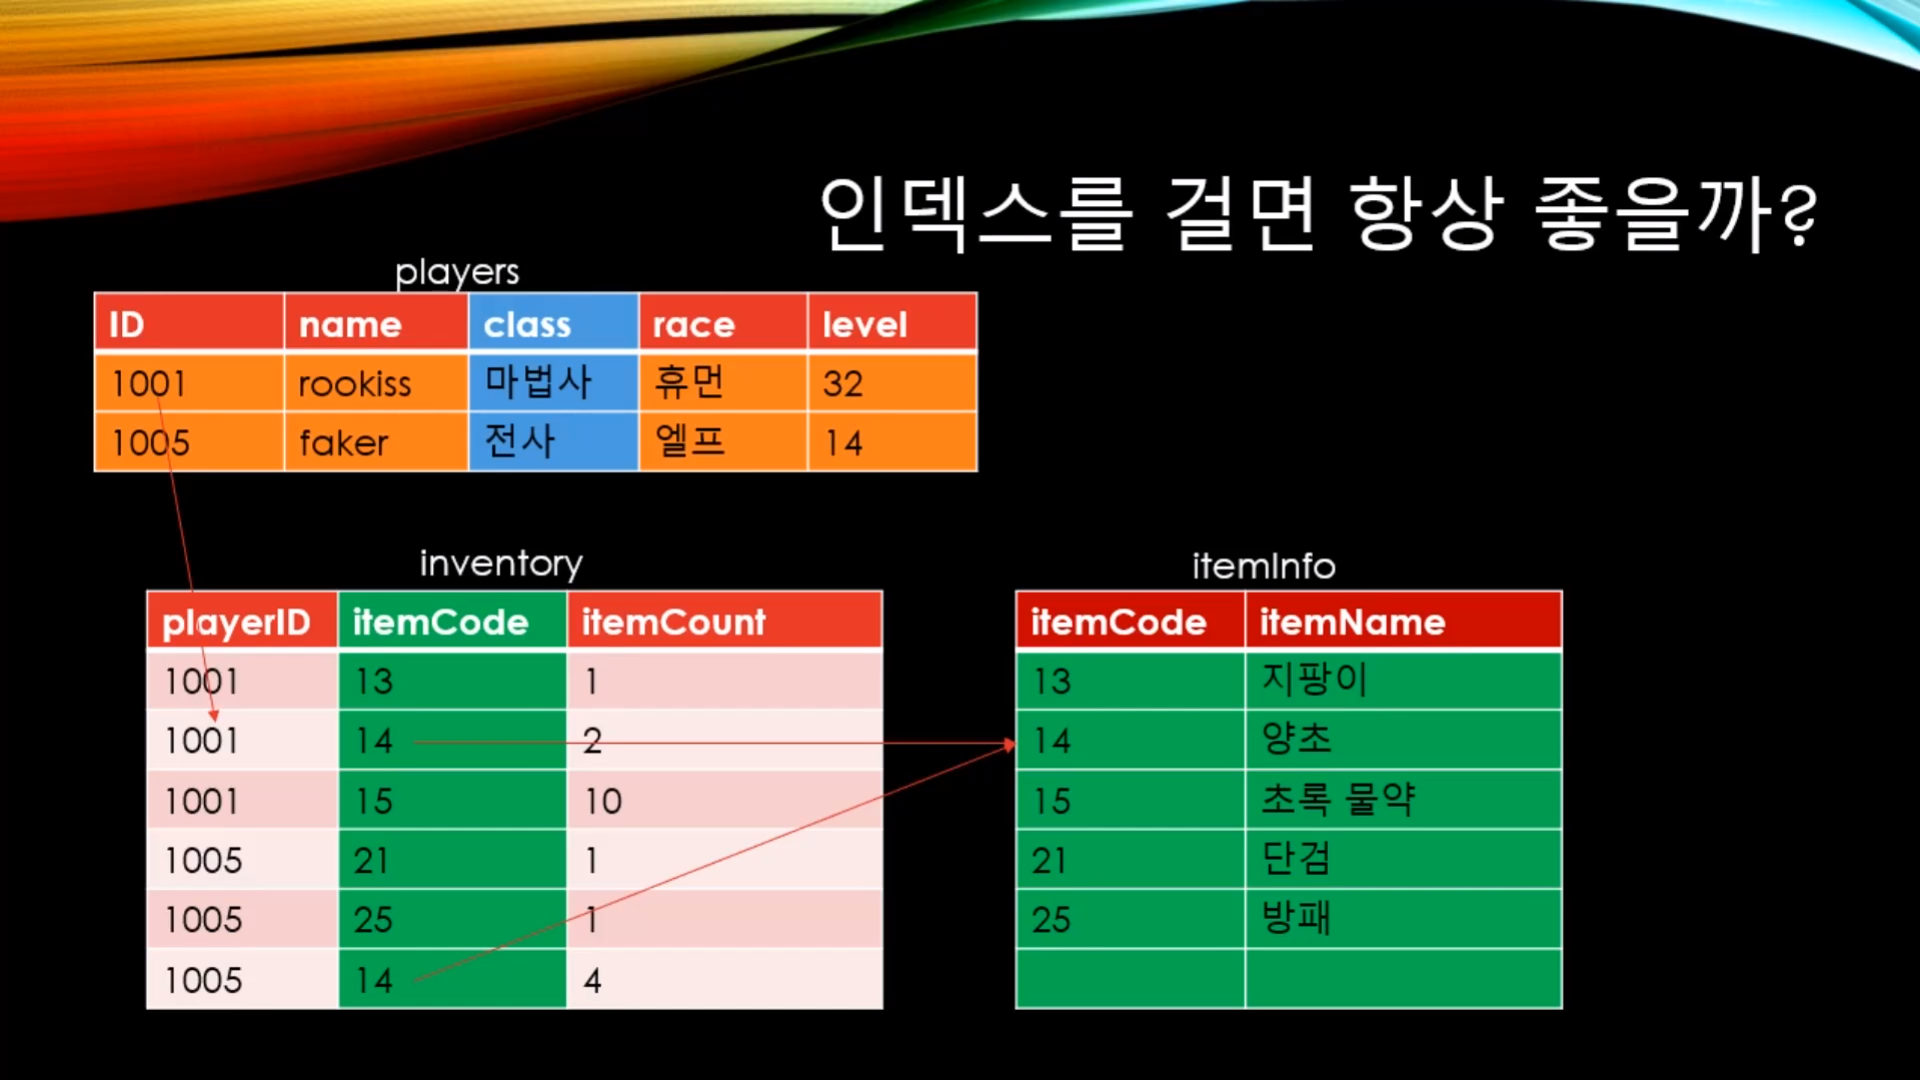 인덱스를 걸면 항상 좋을까?
players
ID name class race level
1001 rookiss 마법사 휴먼 32
1005 faker 전사 엘프 14
inventory
playerID itemCode itemCount
1001 13 1
1001 14 2
1001 15 10
1005 21 1
1005 25 1
1005 14 4
itemInfo
itemCode itemName
13 지팡이
14 양초
15 초록 물약
21 단검
25 방패